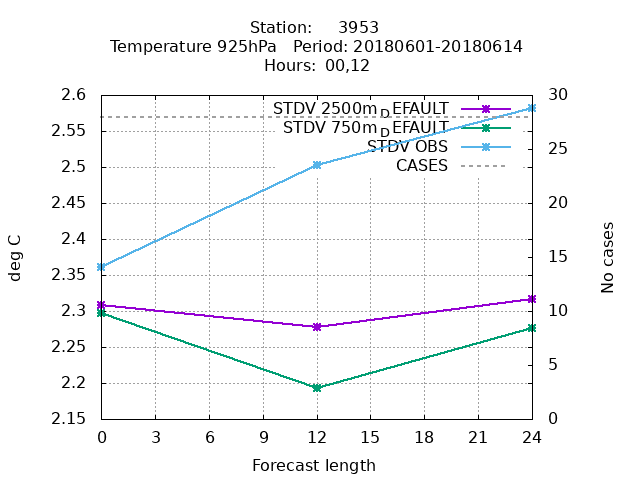 Station: 3953
Temperature 925hPa Period: 20180601-20180614
Hours: 00,12
2.6
2.55
2.5
2.45
2.4
2.35
2.3
2.25
2.2
2.15
30
25
20
15
10
5
0
STDV 2500m_DEFAULT
STDV 750m_DEFAULT
STDV OBS
CASES
deg C
No cases
0 3 6 9 12 15 18 21 24
Forecast length